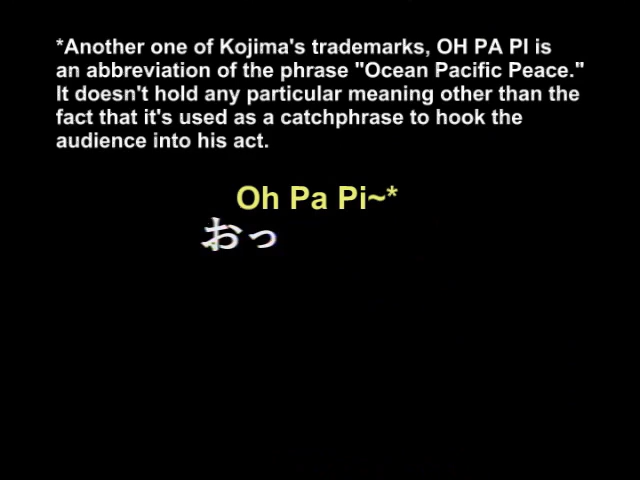 *Another one of Kojima's trademarks, OH PA PI is
an abbreviation of the phrase "Ocean Pacific Peace."
It doesn't hold any particular meaning other than the
fact that it's used as a catchphrase to hook the
audience into his act.
Oh Pa Pi~*
おっ